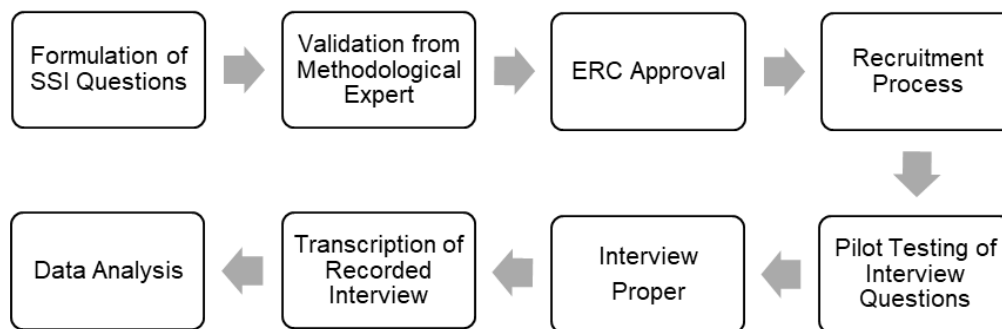 Formulation of
SSI Questions
Validation from
Methodological
Expert
ERC Approval
Recruitment
Process
Pilot Testing of
Interview
Questions
Interview
Proper
Transcription of
Recorded
Interview
Data Analysis